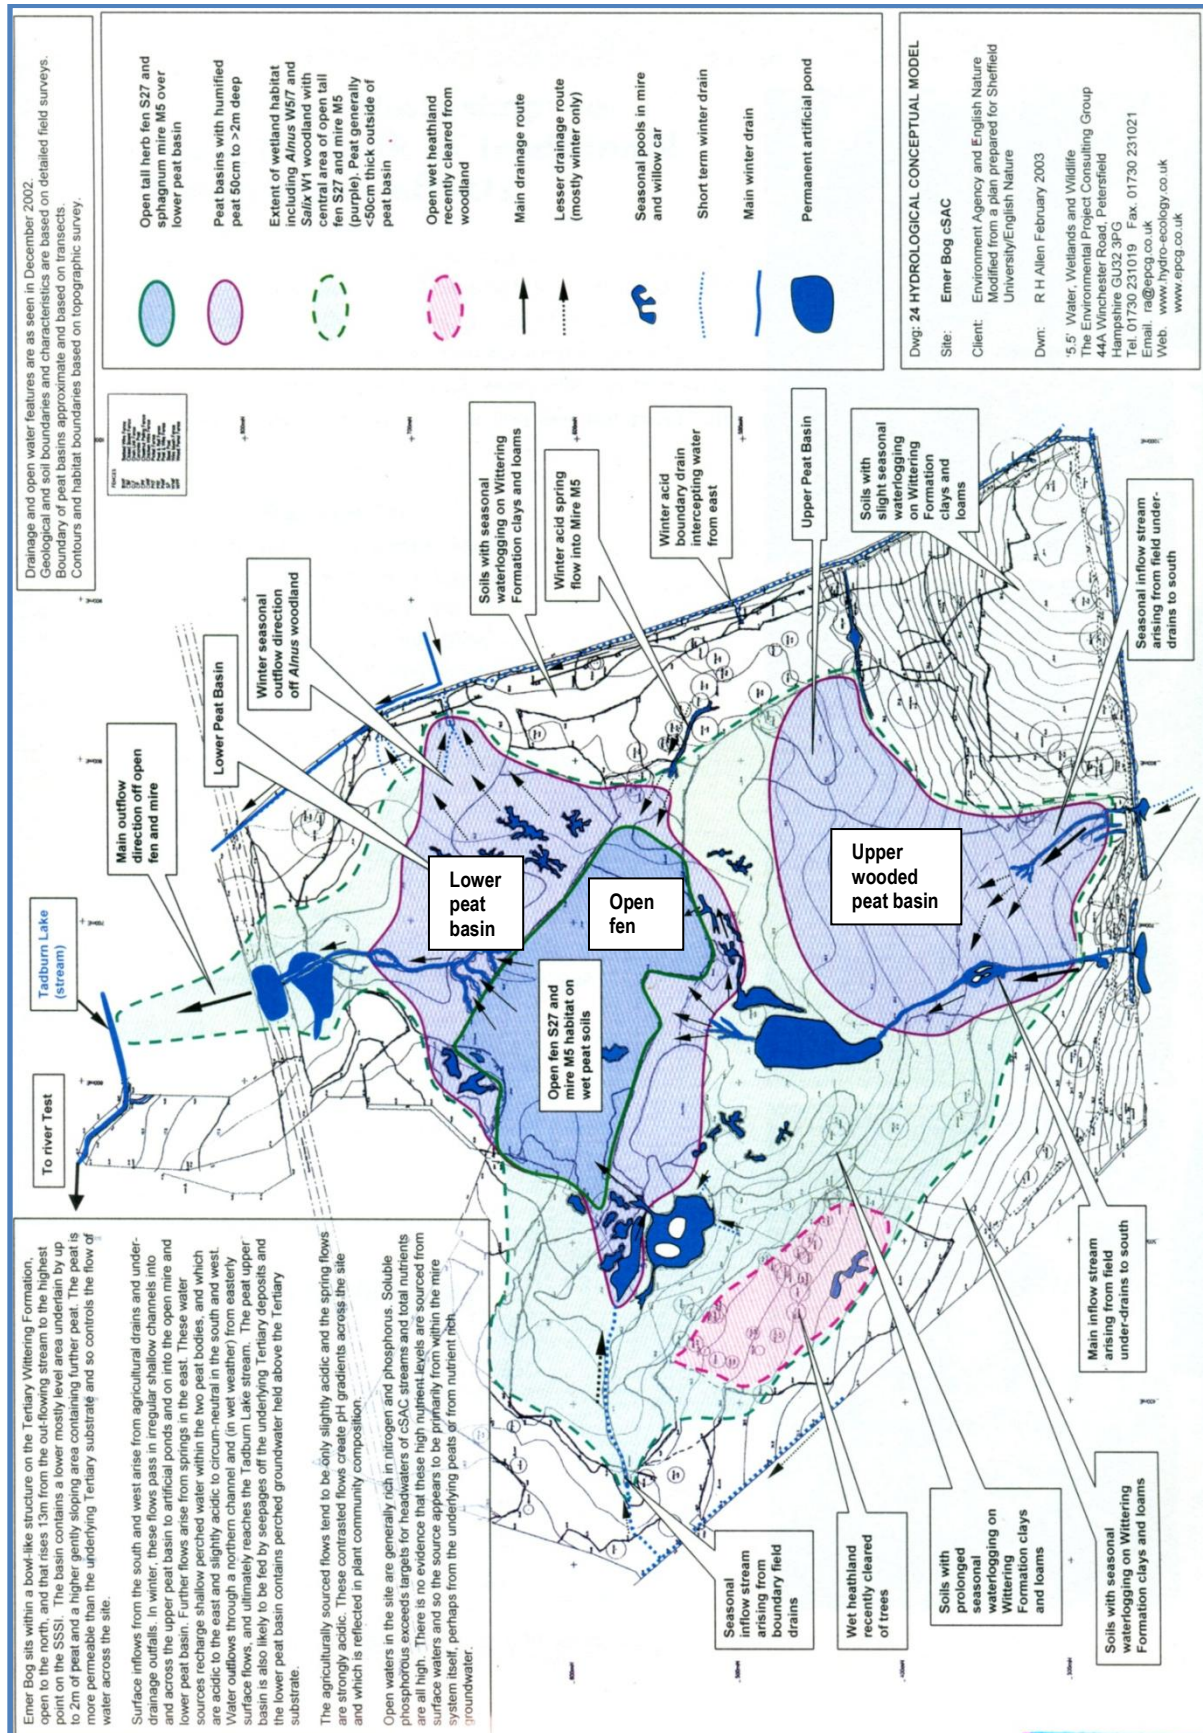 Emer Bog sits within a bowl-like structure on the Tertiary Wittering Formation,
open to the north, and that rises 13m from the out-flowing stream to the highest
point on the SSSI. The basin contains a lower mostly level area underlain by up
to 2m of peat and a higher gently sloping area containing further peat. The peat is
more permeable than the underlying Tertiary substrate and so controls the flow of
water across the site.
Surface inflows from the south and west arise from agricultural drains and under-
drainage outfalls. In winter, these flows pass in irregular shallow channels into
and across the upper peat basin to artificial ponds and on into the open mire and
lower peat basin. Further flows arise from springs in the east. These water
sources recharge shallow perched water within the two peat bodies, and which
are acidic to the east and slightly acidic to circum-neutral in the south and west.
Water outflows through a northern channel and (in wet weather) from easterly
surface flows, and ultimately reaches the Tadburn Lake stream. The peat upper
basin is also likely to be fed by seepages off the underlying Tertiary deposits and
the lower peat basin contains perched groundwater held above the Tertiary
substrate.
The agriculturally sourced flows tend to be only slightly acidic and the spring flows
are strongly acidic. These contrasted flows create pH gradients across the site
and which is reflected in plant community composition.
Open waters in the site are generally rich in nitrogen and phosphorus. Soluble
phosphorous exceeds targets for headwaters of cSAC streams and total nutrients
are all high. There is no evidence that these high nutrient levels are sourced from
surface waters and so the source appears to be primarily from within the mire
system itself, perhaps from the underlying peats or from nutrient rich
groundwater.
To river Test
Tadburn Lake
(stream)
Main outflow
direction off open
fen and mire
Lower Peat Basin
Winter seasonal
outflow direction
off Alnus woodland
Soils with seasonal
waterlogging on Wittering
Formation clays and loams
Winter acid spring
flow into Mire M5
Winter acid
boundary drain
intercepting water
from east
Upper Peat Basin
Soils with
slight seasonal
waterlogging
on Wittering
Formation
clays and
loams
Seasonal inflow stream
arising from field under-
drains to south
Lower
peat
basin
Open
fen
Upper
wooded
peat basin
Open fen S27 and
mire M5 habitat on
wet peat soils
Seasonal
inflow stream
arising from
boundary field
drains
Wet heathland
recently cleared
of trees
Soils with
prolonged
seasonal
waterlogging on
Wittering
Formation clays
and loams
Soils with seasonal
waterlogging on Wittering
Formation clays and loams
Main inflow stream
arising from field
under-drains to south
Drainage and open water features are as seen in December 2002.
Geological and soil boundaries and characteristics are based on detailed field surveys.
Boundary of peat basins approximate and based on transects.
Contours and habitat boundaries based on topographic survey.
Open tall herb fen S27 and
sphagnum mire M5 over
lower peat basin
Peat basins with humified
peat 50cm to >2m deep
Extent of wetland habitat
including Alnus W5/7 and
Salix W1 woodland with
central area of open tall
fen S27 and mire M5
(purple). Peat generally
<50cm thick outside of
peat basin
Open wet heathland
recently cleared from
woodland
Main drainage route
Lesser drainage route
(mostly winter only)
Seasonal pools in mire
and willow car
Short term winter drain
Main winter drain
Permanent artificial pond
Dwg: 24 HYDROLOGICAL CONCEPTUAL MODEL
Site: Emer Bog cSAC
Client: Environment Agency and English Nature
Modified from a plan prepared for Sheffield
University/English Nature
Dwn: R H Allen February 2003
'5.5' Water, Wetlands and Wildlife
The Environmental Project Consulting Group
44A Winchester Road, Petersfield
Hampshire GU32 3PG
Tel. 01730 231019 Fax. 01730 231021
Email. ra@epcg.co.uk
Web. www.hydro-ecology.co.uk
www.epcg.co.uk